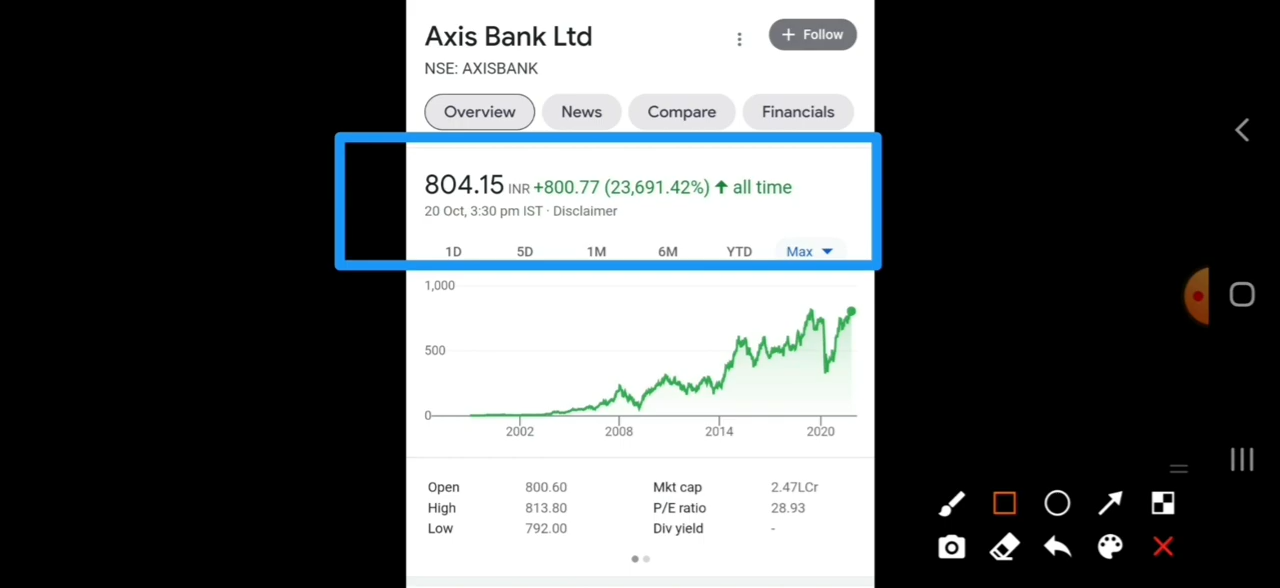 Axis Bank Ltd
+ Follow
NSE: AXISBANK
Overview News Compare Financials
804.15 INR +800.77 (23,691.42%) ↑ all time
20 Oct, 3:30 pm IST · Disclaimer
1D 5D 1M 6M YTD Max
1,000
500
0
2002 2008 2014 2020
Open 800.60 Mkt cap 2.47LCr
High 813.80 P/E ratio 28.93
Low 792.00 Div yield -